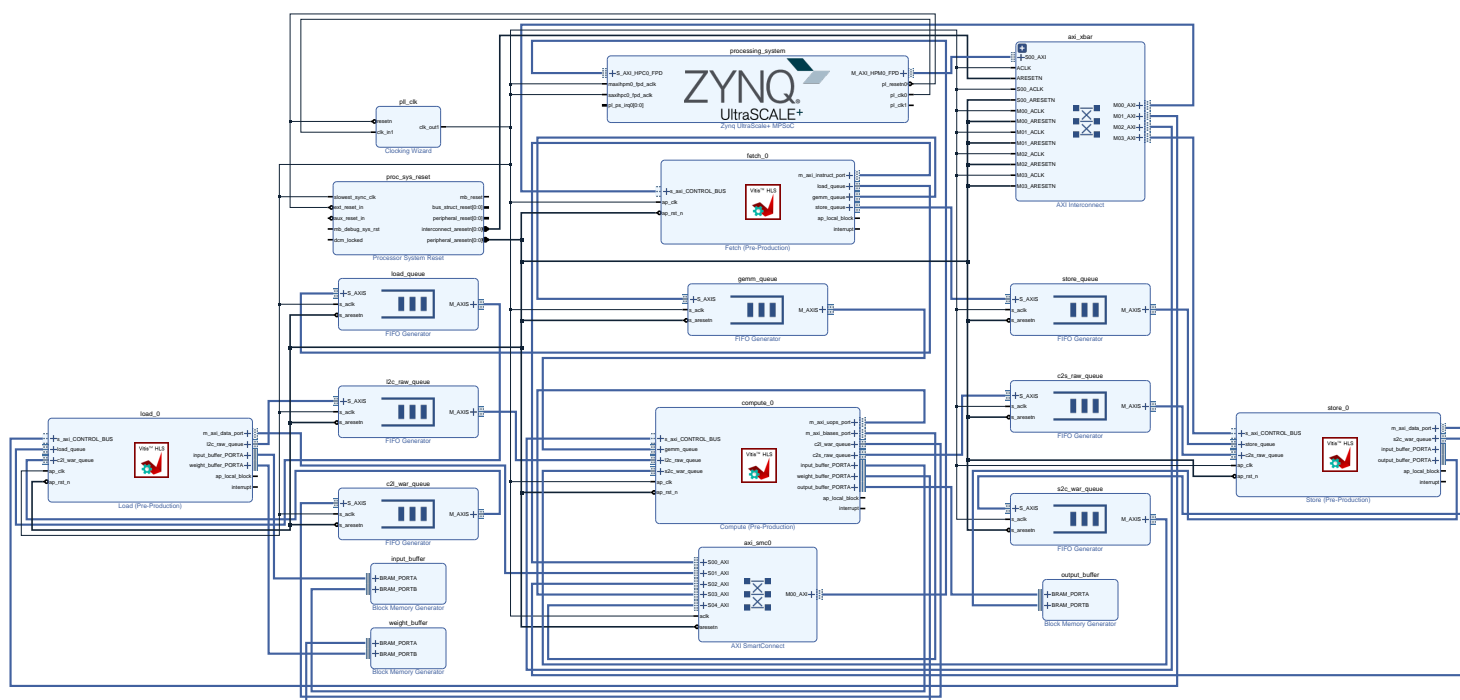 processing_system
S_AXI_HPC0_FPD
maxihpm0_fpd_aclk
saxihpc0_fpd_aclk
pl_ps_irq0[0:0]
ZYNQ
UltraSCALE+
M_AXI_HPM0_FPD
pl_resetn0
pl_clk0
pl_clk1
Zynq UltraScale+ MPSoC
axi_xbar
S00_AXI
ACLK
ARESETN
S00_ACLK
S00_ARESETN
M00_ACLK
M00_ARESETN
M01_ACLK
M01_ARESETN
M02_ACLK
M02_ARESETN
M03_ACLK
M03_ARESETN
M00_AXI
M01_AXI
M02_AXI
M03_AXI
AXI Interconnect
pll_clk
resetn
clk_in1
clk_out1
Clocking Wizard
proc_sys_reset
slowest_sync_clk
ext_reset_in
aux_reset_in
mb_debug_sys_rst
dcm_locked
mb_reset
bus_struct_reset[0:0]
peripheral_reset[0:0]
interconnect_aresetn[0:0]
peripheral_aresetn[0:0]
Processor System Reset
fetch_0
s_axi_CONTROL_BUS
ap_clk
ap_rst_n
Vitis™ HLS
m_axi_instruct_port
load_queue
gemm_queue
store_queue
ap_local_block
interrupt
Fetch (Pre-Production)
load_queue
S_AXIS
s_aclk
s_aresetn
M_AXIS
FIFO Generator
gemm_queue
S_AXIS
s_aclk
s_aresetn
M_AXIS
FIFO Generator
store_queue
S_AXIS
s_aclk
s_aresetn
M_AXIS
FIFO Generator
l2c_raw_queue
S_AXIS
s_aclk
s_aresetn
M_AXIS
FIFO Generator
c2s_raw_queue
S_AXIS
s_aclk
s_aresetn
M_AXIS
FIFO Generator
load_0
s_axi_CONTROL_BUS
load_queue
c2l_war_queue
ap_clk
ap_rst_n
Vitis™ HLS
m_axi_data_port
l2c_raw_queue
input_buffer_PORTA
weight_buffer_PORTA
ap_local_block
interrupt
Load (Pre-Production)
compute_0
s_axi_CONTROL_BUS
gemm_queue
l2c_raw_queue
s2c_war_queue
ap_clk
ap_rst_n
Vitis™ HLS
m_axi_uops_port
m_axi_biases_port
c2l_war_queue
c2s_raw_queue
input_buffer_PORTA
weight_buffer_PORTA
output_buffer_PORTA
ap_local_block
interrupt
Compute (Pre-Production)
store_0
s_axi_CONTROL_BUS
store_queue
c2s_raw_queue
ap_clk
ap_rst_n
Vitis™ HLS
m_axi_data_port
s2c_war_queue
input_buffer_PORTA
output_buffer_PORTA
ap_local_block
interrupt
Store (Pre-Production)
c2l_war_queue
S_AXIS
s_aclk
s_aresetn
M_AXIS
FIFO Generator
s2c_war_queue
S_AXIS
s_aclk
s_aresetn
M_AXIS
FIFO Generator
input_buffer
BRAM_PORTA
BRAM_PORTB
Block Memory Generator
axi_smc0
S00_AXI
S01_AXI
S02_AXI
S03_AXI
S04_AXI
aclk
aresetn
M00_AXI
AXI SmartConnect
output_buffer
BRAM_PORTA
BRAM_PORTB
Block Memory Generator
weight_buffer
BRAM_PORTA
BRAM_PORTB
Block Memory Generator